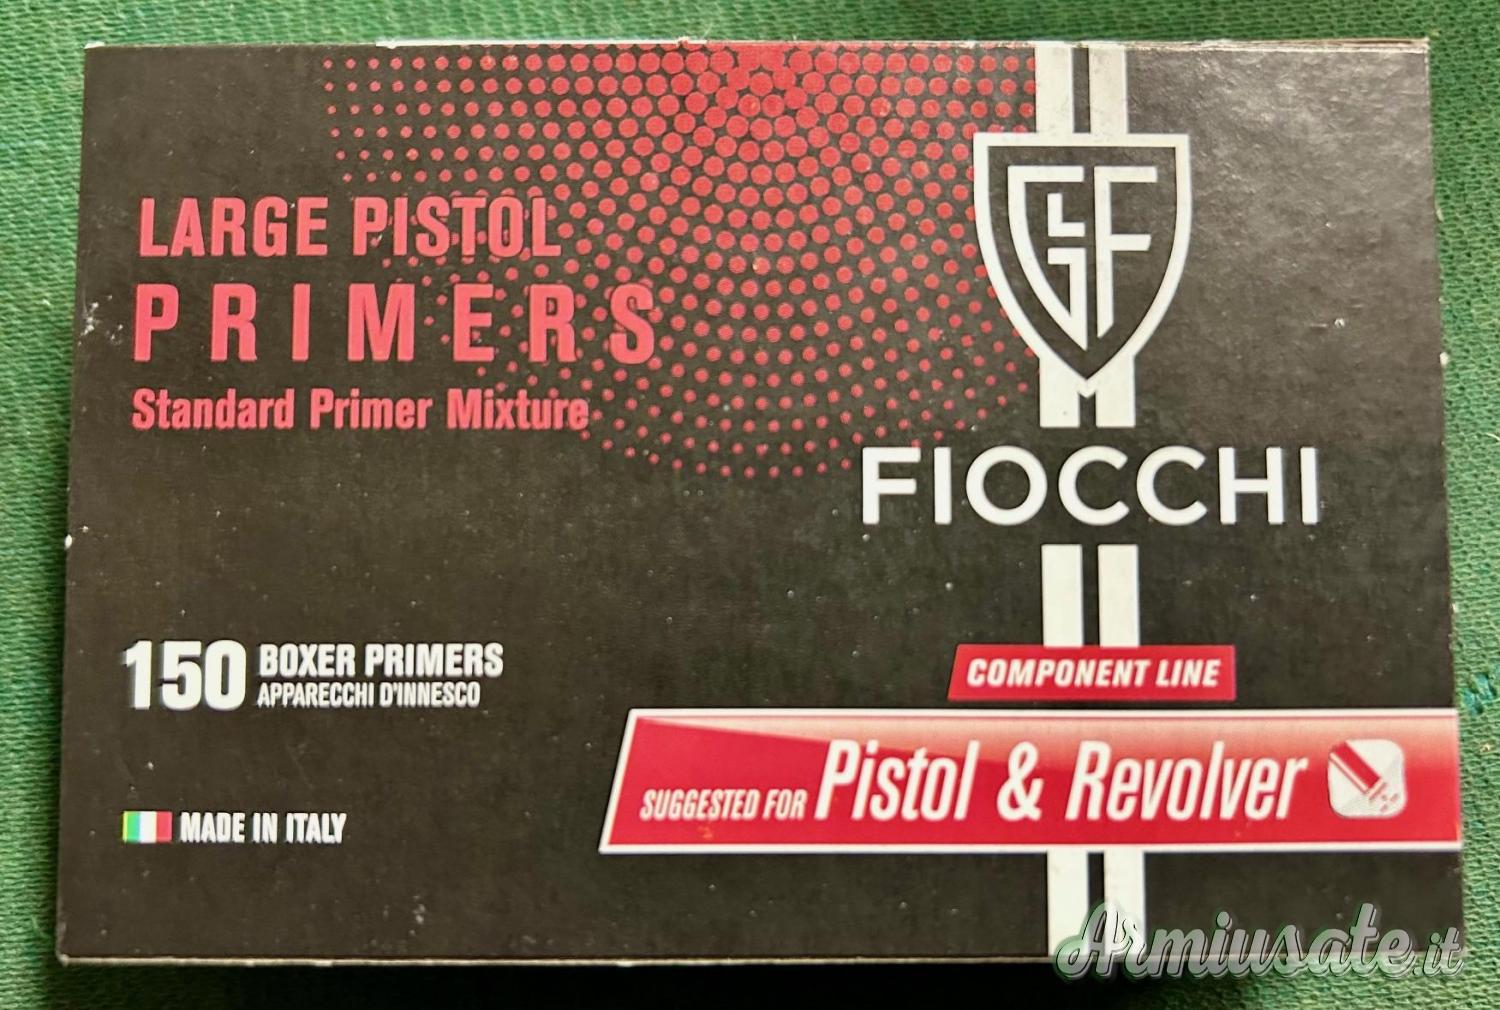 LARGE PISTOL
PRIMERS
Standard Primer Mixture
GLF
FIOCCHI
150 BOXER PRIMERS
APPARECCHI D'INNESCO
COMPONENT LINE
SUGGESTED FOR Pistol & Revolver
MADE IN ITALY
Armiusate.it